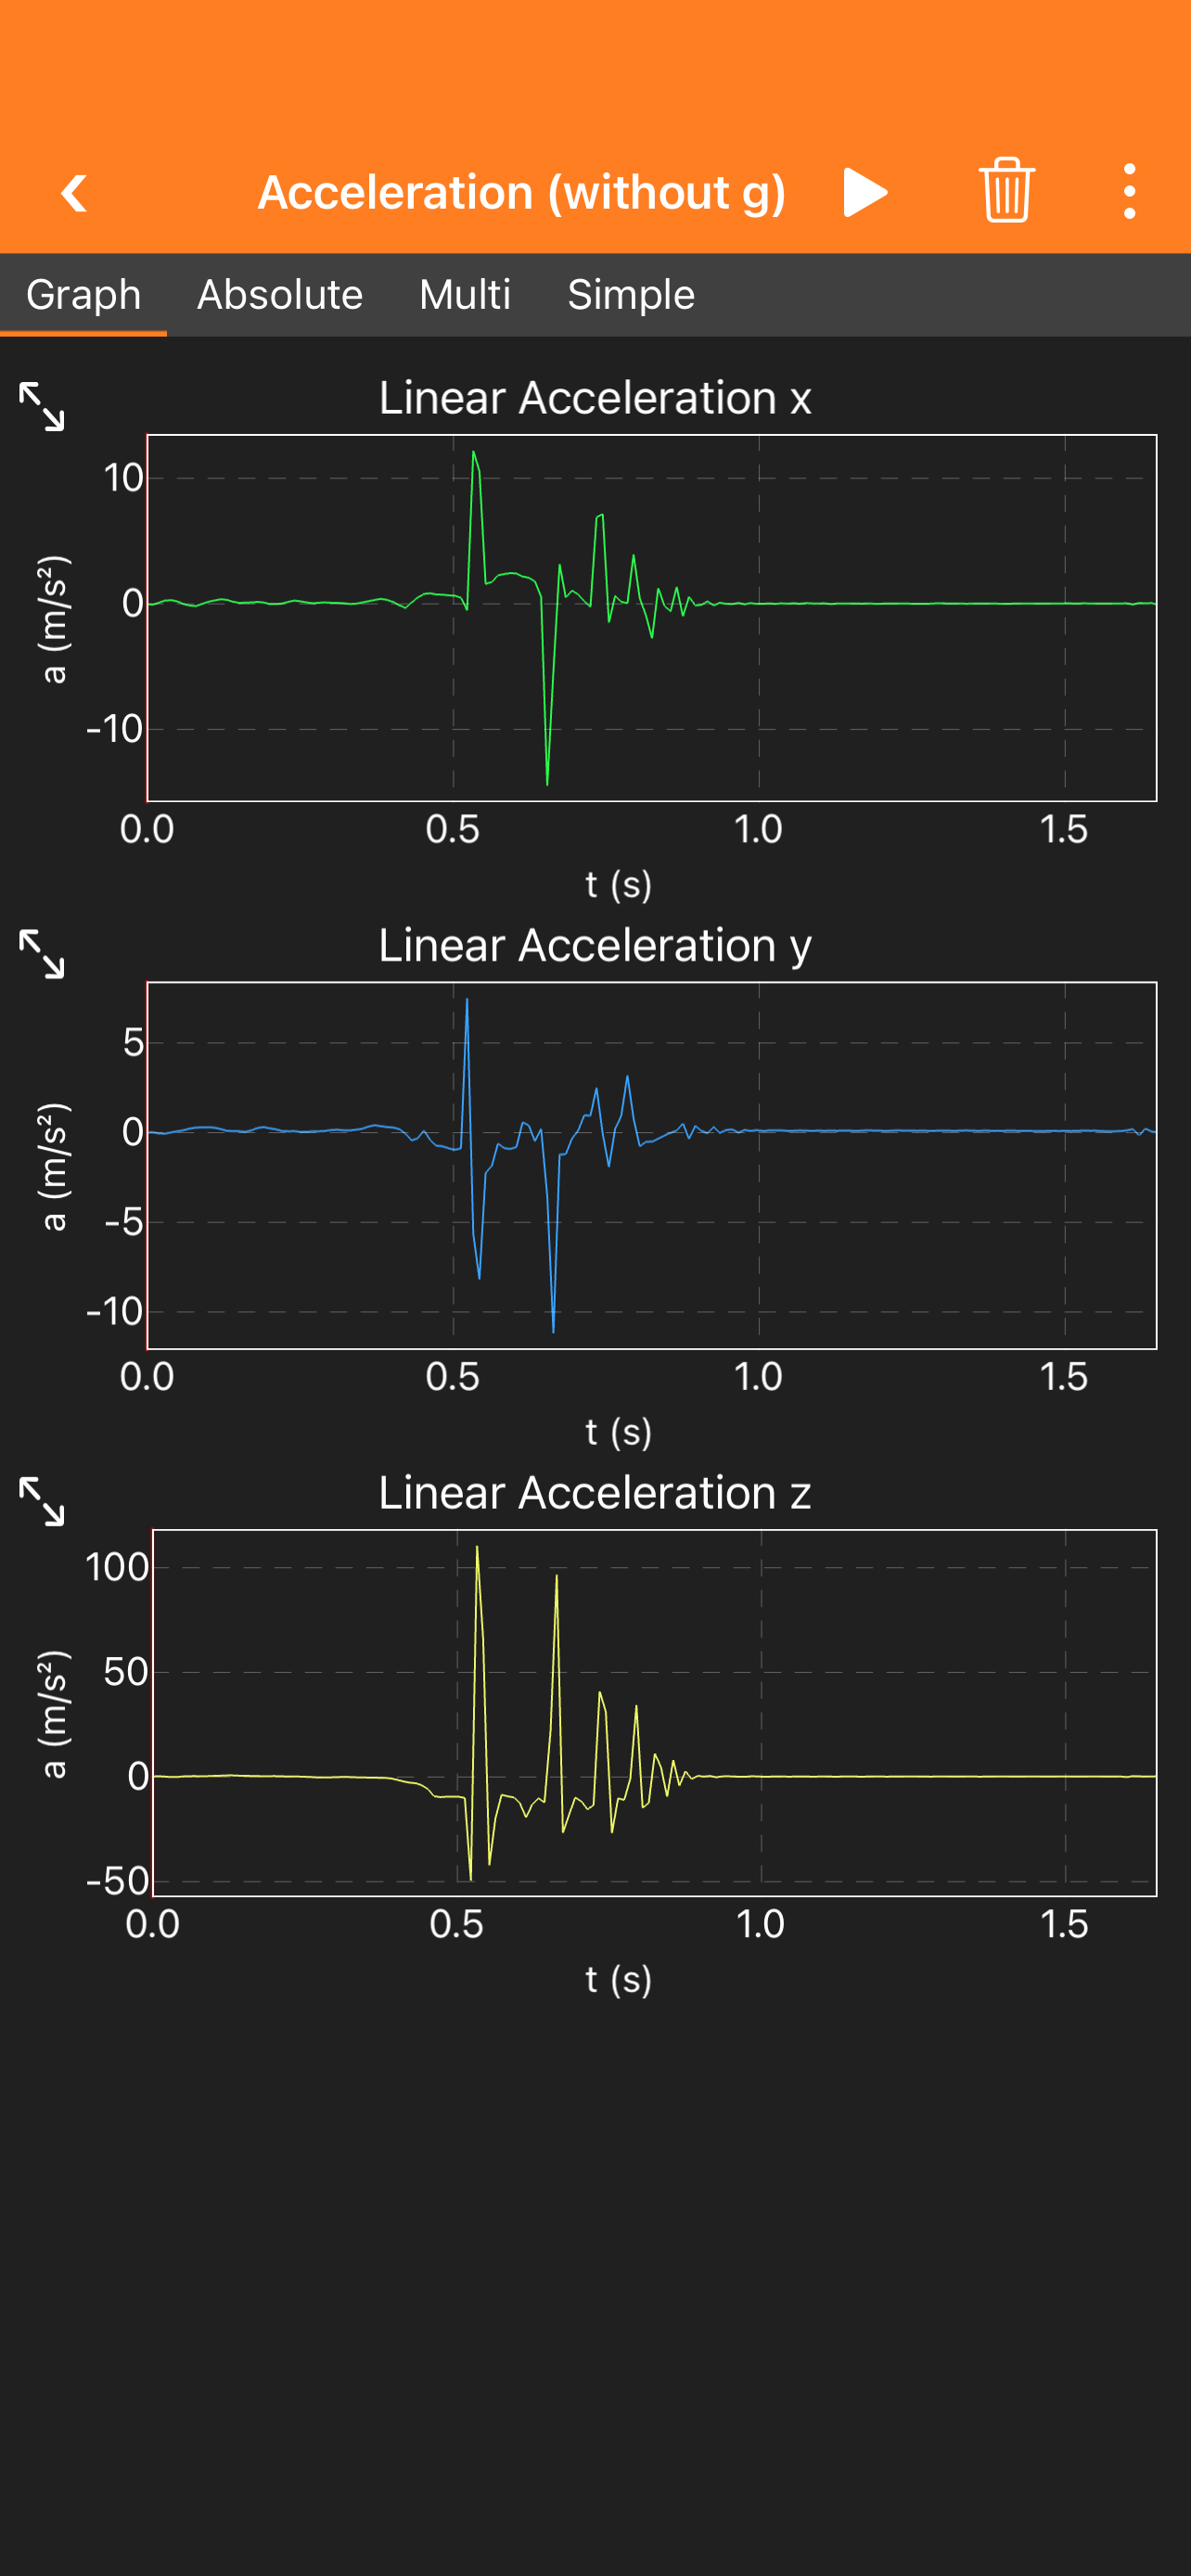 Acceleration (without g)
Graph Absolute Multi Simple
Linear Acceleration x
a (m/s²)
10
0
-10
0.0 0.5 1.0 1.5
t (s)
Linear Acceleration y
a (m/s²)
5
0
-5
-10
0.0 0.5 1.0 1.5
t (s)
Linear Acceleration z
a (m/s²)
100
50
0
-50
0.0 0.5 1.0 1.5
t (s)